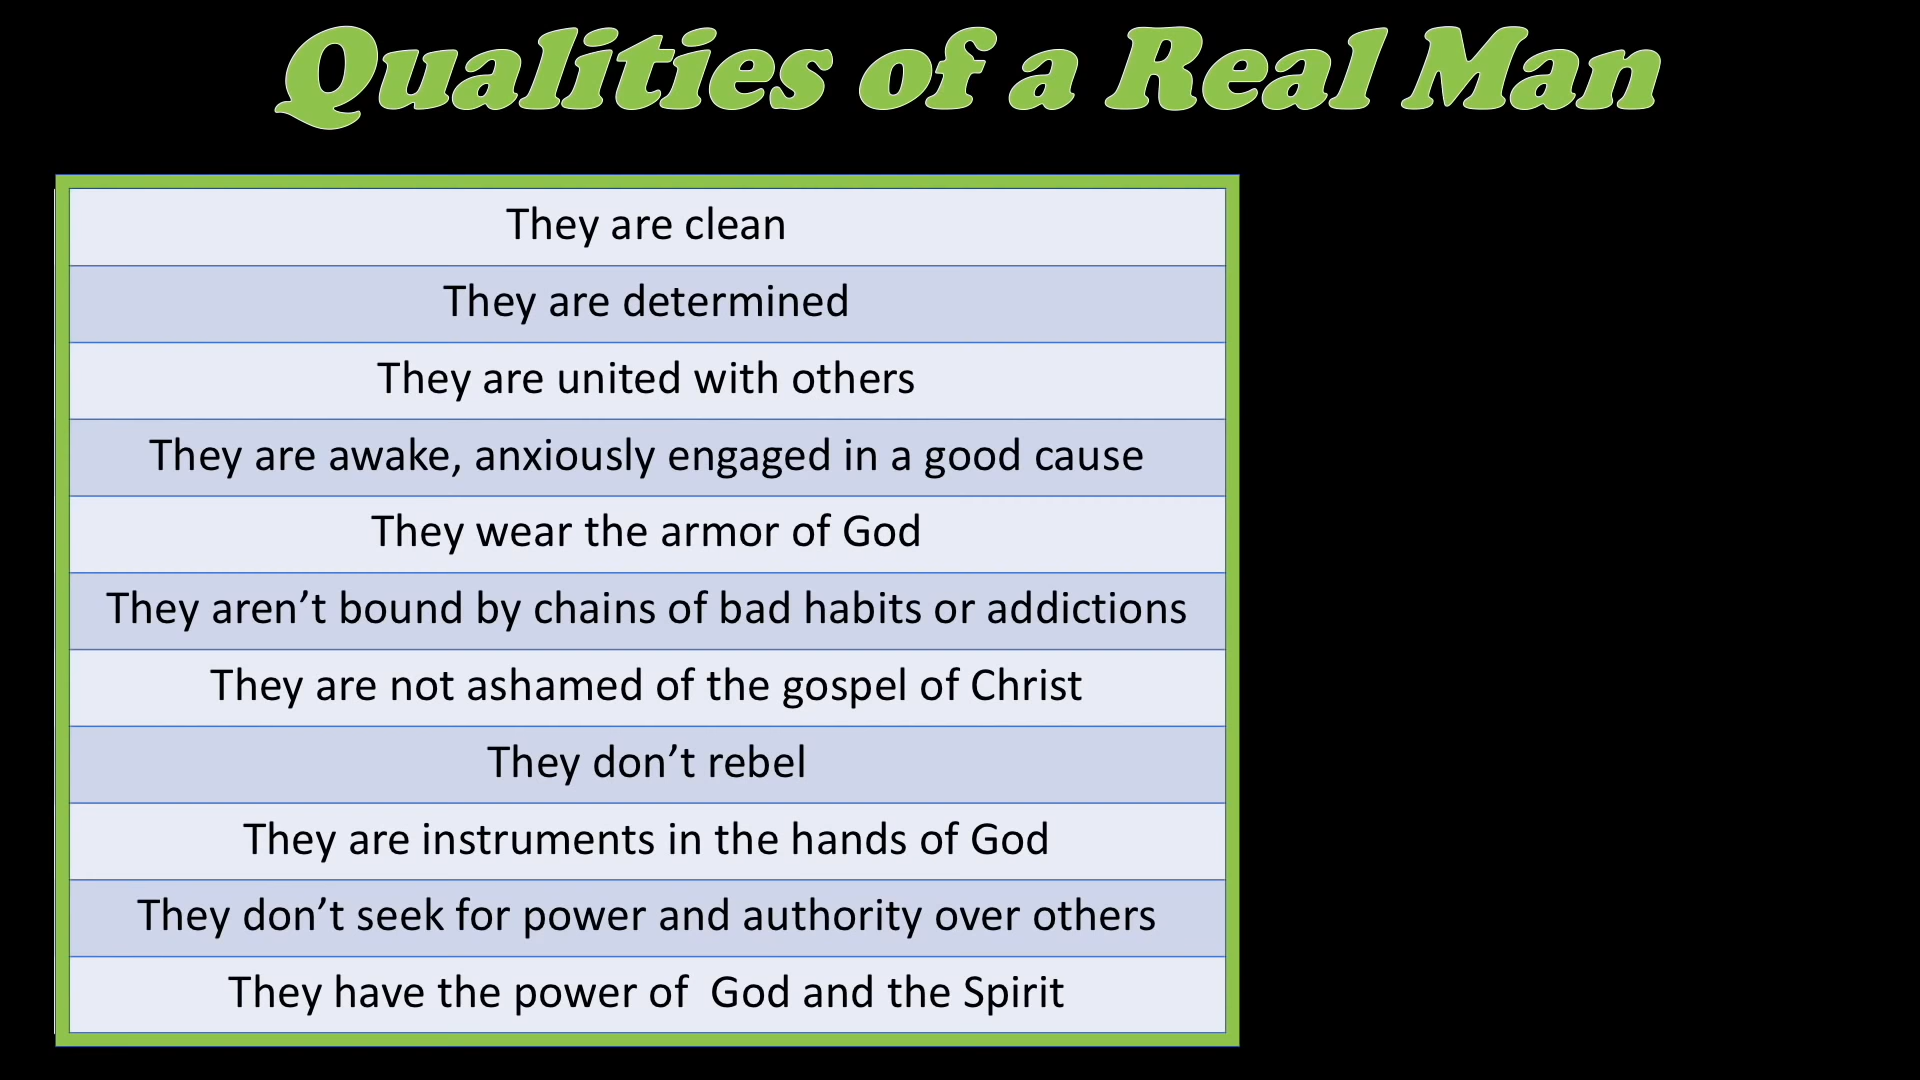 Qualities of a Real Man
They are clean
They are determined
They are united with others
They are awake, anxiously engaged in a good cause
They wear the armor of God
They aren’t bound by chains of bad habits or addictions
They are not ashamed of the gospel of Christ
They don’t rebel
They are instruments in the hands of God
They don’t seek for power and authority over others
They have the power of  God and the Spirit